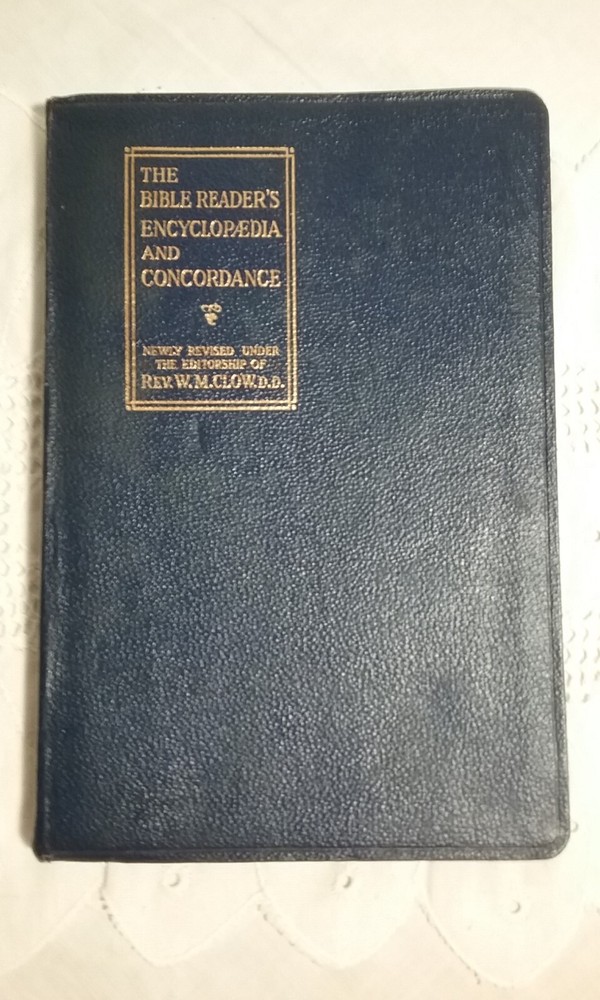 THE
BIBLE READER'S
ENCYCLOPÆDIA
AND
CONCORDANCE
NEWLY REVISED UNDER
THE EDITORSHIP OF
REV. W. M. CLOW, D.D.